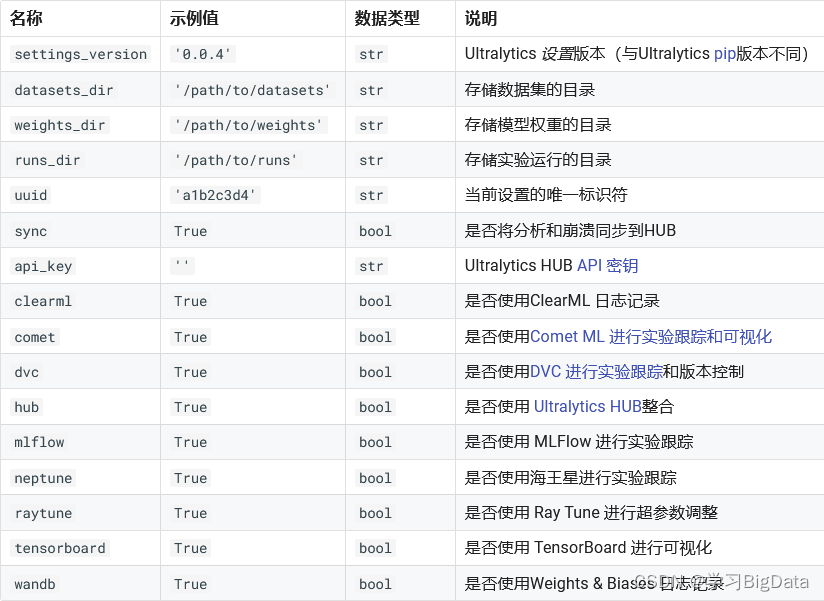 名称 示例值 数据类型 说明
settings_version '0.0.4' str Ultralytics 设置版本（与Ultralytics pip版本不同）
datasets_dir '/path/to/datasets' str 存储数据集的目录
weights_dir '/path/to/weights' str 存储模型权重的目录
runs_dir '/path/to/runs' str 存储实验运行的目录
uuid 'a1b2c3d4' str 当前设置的唯一标识符
sync True bool 是否将分析和崩溃同步到HUB
api_key '' str Ultralytics HUB API 密钥
clearml True bool 是否使用ClearML 日志记录
comet True bool 是否使用Comet ML 进行实验跟踪和可视化
dvc True bool 是否使用DVC 进行实验跟踪和版本控制
hub True bool 是否使用 Ultralytics HUB整合
mlflow True bool 是否使用 MLFlow 进行实验跟踪
neptune True bool 是否使用海王星进行实验跟踪
raytune True bool 是否使用 Ray Tune 进行超参数调整
tensorboard True bool 是否使用 TensorBoard 进行可视化
wandb True bool 是否使用Weights & Biases 日志记录
CSDN @学习BigData